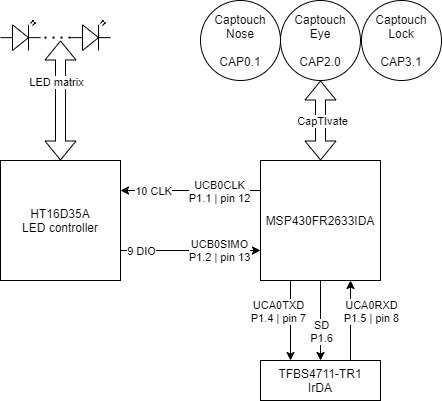 Captouch
Nose
CAP0.1
Captouch
Eye
CAP2.0
Captouch
Lock
CAP3.1
LED matrix
CapTIvate
HT16D35A
LED controller
10 CLK
UCB0CLK
P1.1 | pin 12
9 DIO
UCB0SIMO
P1.2 | pin 13
MSP430FR2633IDA
UCA0TXD
P1.4 | pin 7
SD
P1.6
UCA0RXD
P1.5 | pin 8
TFBS4711-TR1
IrDA